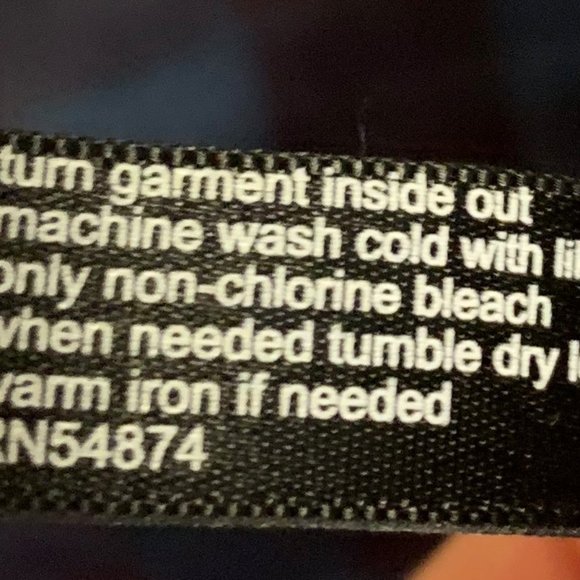 turn garment inside out
machine wash cold with
only non-chlorine bleach
when needed tumble dry
warm iron if needed
RN54874